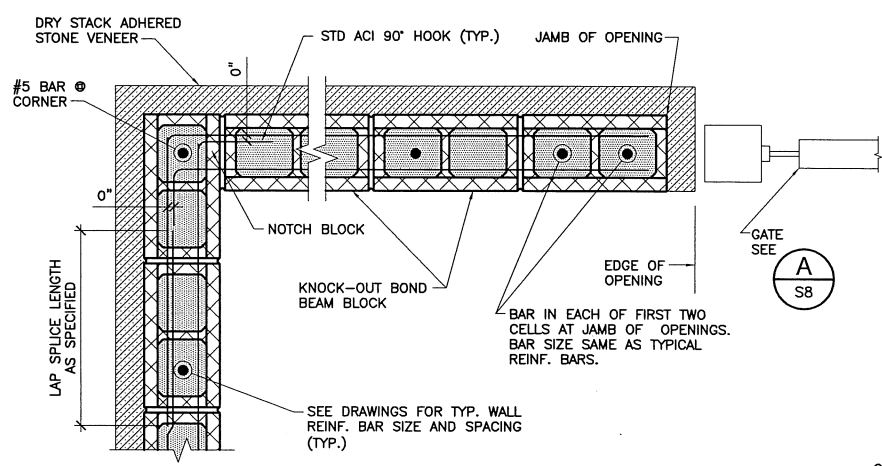 DRY STACK ADHERED
STONE VENEER
STD ACI 90° HOOK (TYP.)
JAMB OF OPENING
0"
#5 BAR @
CORNER
0"
NOTCH BLOCK
KNOCK-OUT BOND
BEAM BLOCK
EDGE OF
OPENING
GATE
SEE
A
S8
BAR IN EACH OF FIRST TWO
CELLS AT JAMB OF OPENINGS.
BAR SIZE SAME AS TYPICAL
REINF. BARS.
LAP SPLICE LENGTH
AS SPECIFIED
SEE DRAWINGS FOR TYP. WALL
REINF. BAR SIZE AND SPACING
(TYP.)